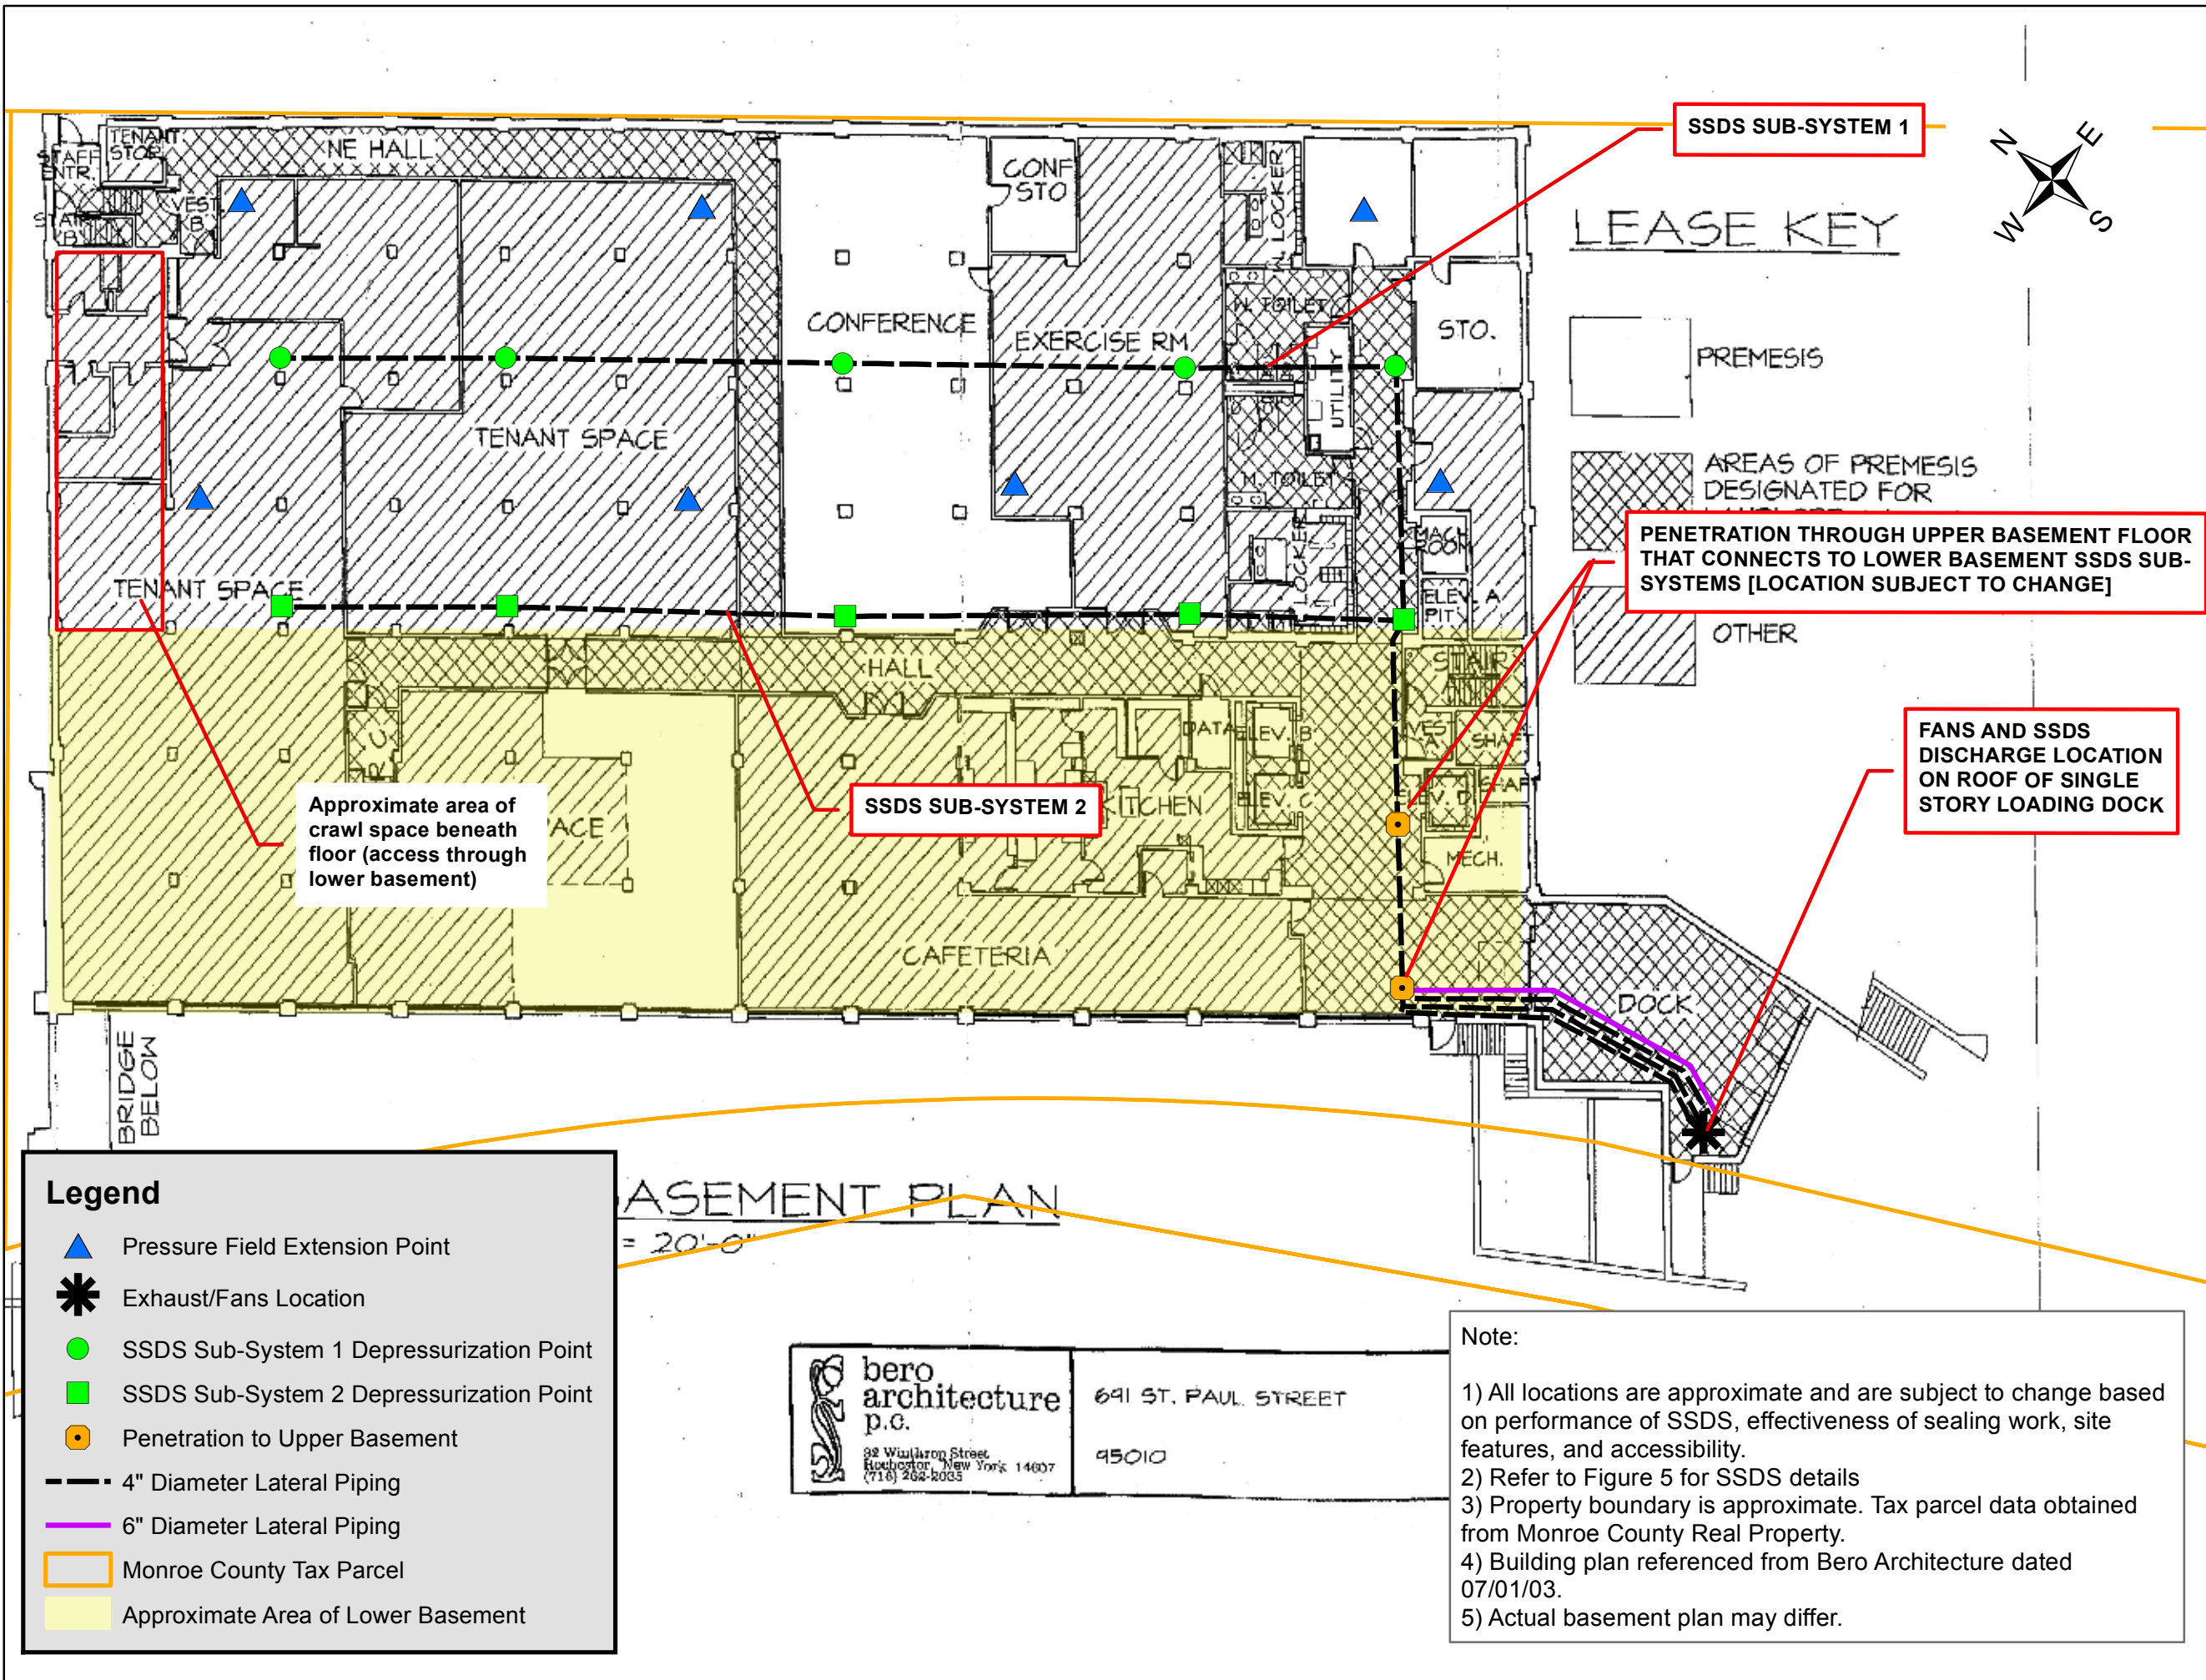 SSDS SUB-SYSTEM 1
N
E
W
S
TENANT
STOR
STAFF
ENTR.
NE HALL
VEST
B
STAIR
B
CONF
STO
W. LOCKER
LEASE KEY
W. TOILET
CONFERENCE
EXERCISE RM.
UTILITY
STO.
PREMESIS
TENANT SPACE
M. TOILET
AREAS OF PREMESIS
DESIGNATED FOR
LOCKER
MACH
ROOM
PENETRATION THROUGH UPPER BASEMENT FLOOR
THAT CONNECTS TO LOWER BASEMENT SSDS SUB-
SYSTEMS [LOCATION SUBJECT TO CHANGE]
TENANT SPACE
ELEV. A
PIT
OTHER
HALL
STAIR
DATA
ELEV. B
VEST
A
SHAF
FANS AND SSDS
DISCHARGE LOCATION
ON ROOF OF SINGLE
STORY LOADING DOCK
R C
Approximate area of
crawl space beneath
floor (access through
lower basement)
ACE
SSDS SUB-SYSTEM 2
KITCHEN
ELEV. C
ELEV. D
SHAF
MECH.
CAFETERIA
DOCK
BRIDGE
BELOW
ASEMENT PLAN
= 20'-0"
Legend
Pressure Field Extension Point
Exhaust/Fans Location
SSDS Sub-System 1 Depressurization Point
SSDS Sub-System 2 Depressurization Point
Penetration to Upper Basement
4" Diameter Lateral Piping
6" Diameter Lateral Piping
Monroe County Tax Parcel
Approximate Area of Lower Basement
bero
architecture
p.c.
32 Winthrop Street
Rochester, New York 14607
(716) 262-2035
691 ST. PAUL STREET
95010
Note:
1) All locations are approximate and are subject to change based
on performance of SSDS, effectiveness of sealing work, site
features, and accessibility.
2) Refer to Figure 5 for SSDS details
3) Property boundary is approximate. Tax parcel data obtained
from Monroe County Real Property.
4) Building plan referenced from Bero Architecture dated
07/01/03.
5) Actual basement plan may differ.